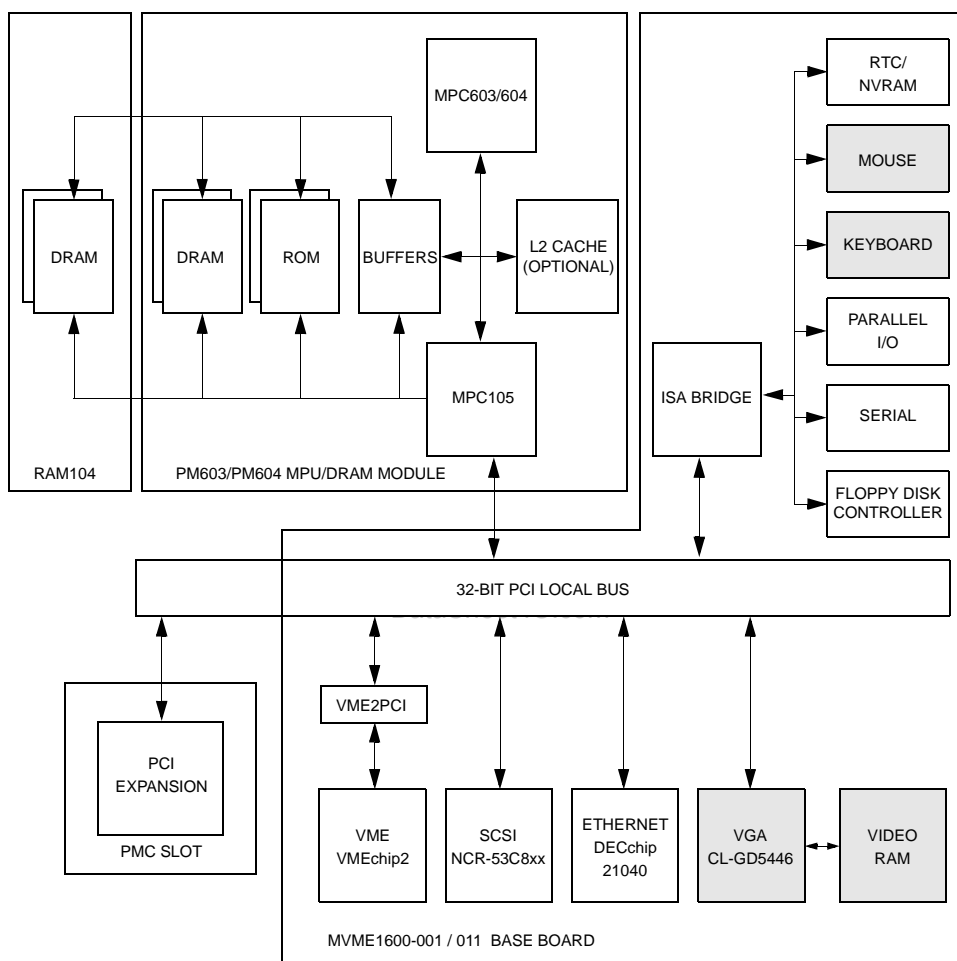 RTC/
NVRAM
MPC603/604
MOUSE
KEYBOARD
DRAM
DRAM
ROM
BUFFERS
L2 CACHE
(OPTIONAL)
PARALLEL
I/O
MPC105
ISA BRIDGE
SERIAL
RAM104
PM603/PM604 MPU/DRAM MODULE
FLOPPY DISK
CONTROLLER
32-BIT PCI LOCAL BUS
VME2PCI
PCI
EXPANSION
PMC SLOT
VME
VMEchip2
SCSI
NCR-53C8xx
ETHERNET
DECchip
21040
VGA
CL-GD5446
VIDEO
RAM
MVME1600-001 / 011 BASE BOARD